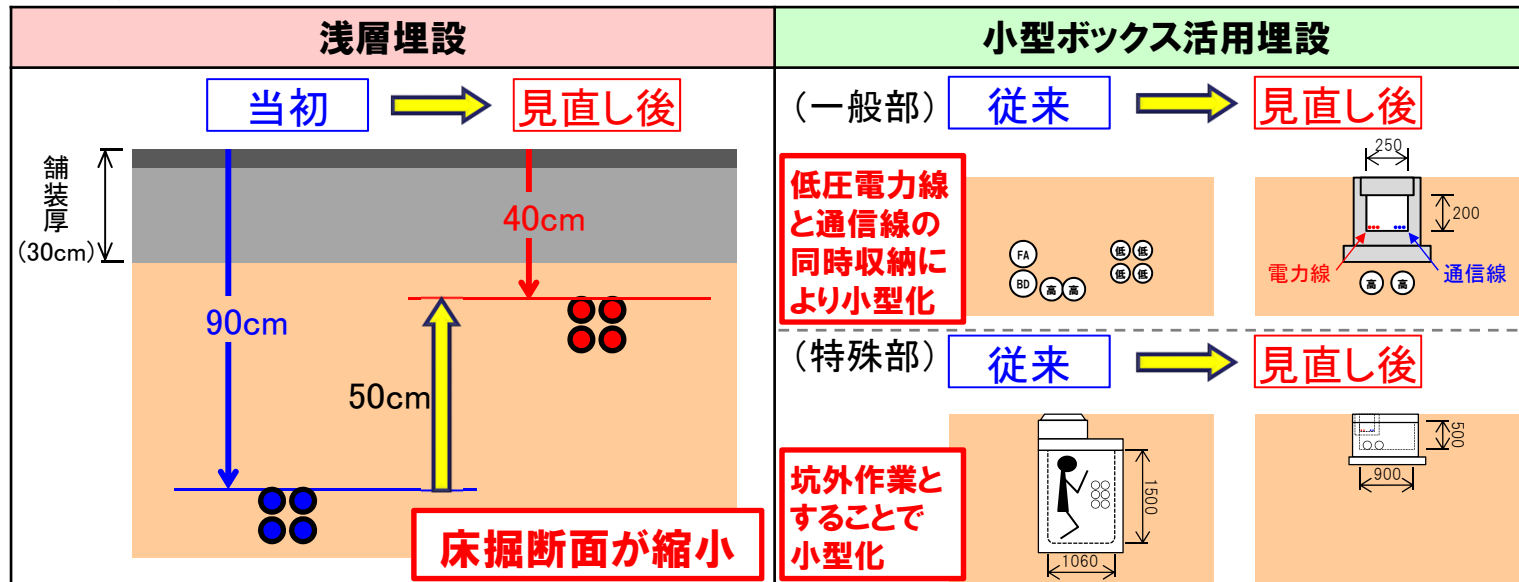 浅層埋設
当初
見直し後
舗装厚
(30cm)
40cm
90cm
50cm
床掘断面が縮小
小型ボックス活用埋設
(一般部)
従来
見直し後
低圧電力線
と通信線の
同時収納に
より小型化
FA
BD
高
高
低
低
低
低
250
200
電力線
通信線
高
高
(特殊部)
従来
見直し後
坑外作業と
することで
小型化
1500
1060
500
900